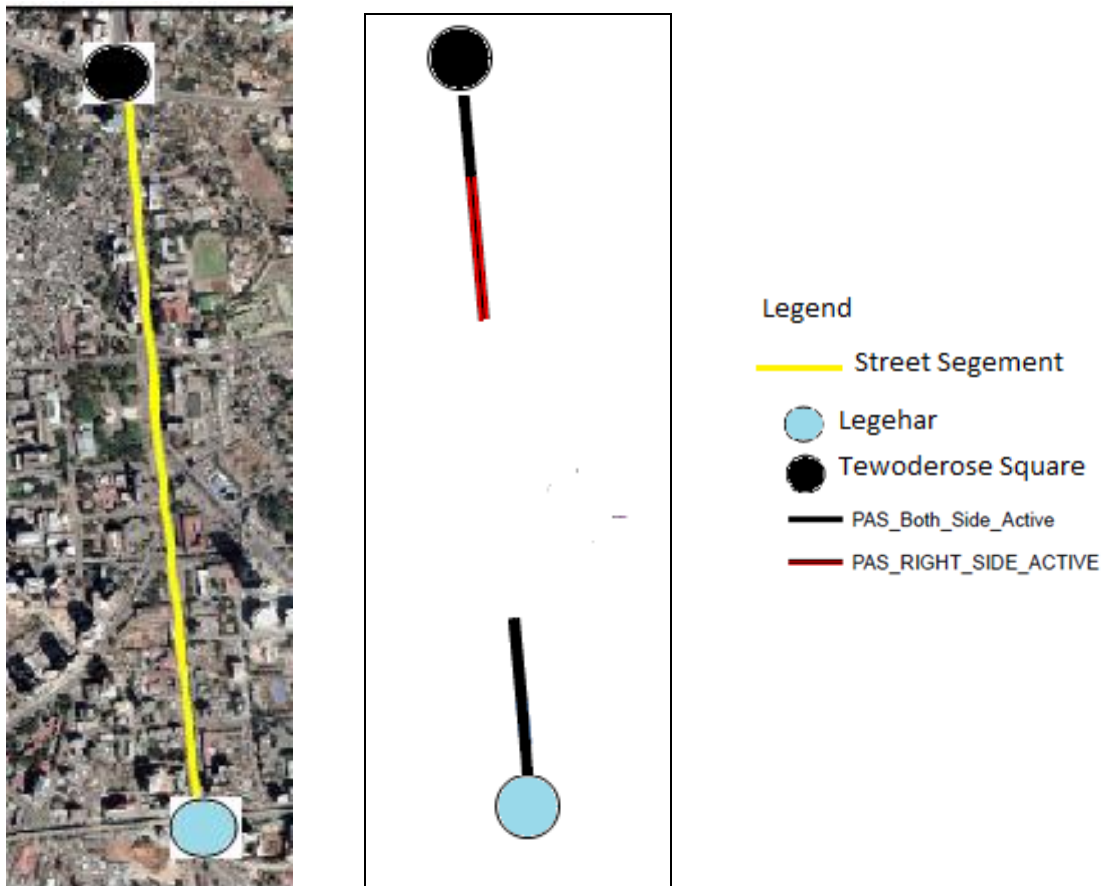 Legend
Street Segement
Legehar
Tewoderose Square
PAS_Both_Side_Active
PAS_RIGHT_SIDE_ACTIVE